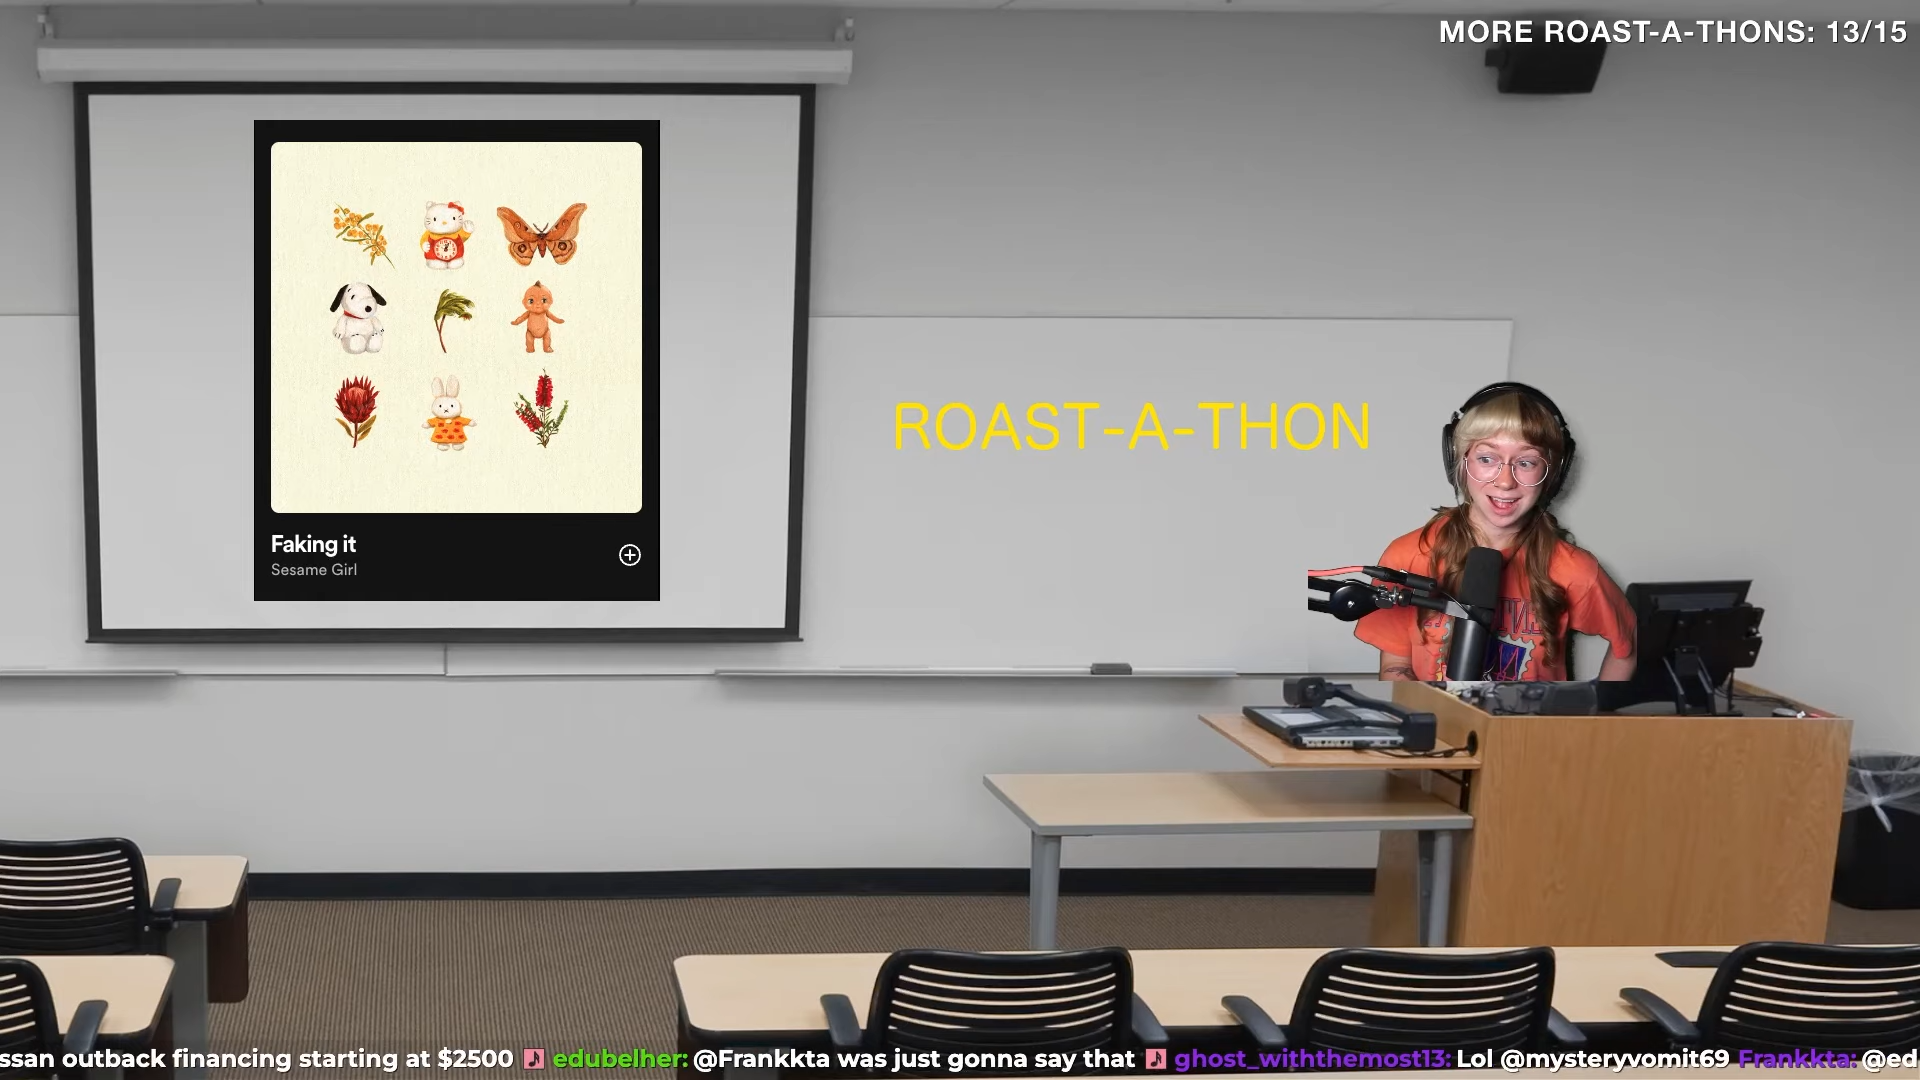 MORE ROAST-A-THONS: 13/15
ROAST-A-THON
Faking it
Sesame Girl
ssan outback financing starting at $2500 edubelher: @Frankkta was just gonna say that ghost_withthemost13: Lol @mysteryvomit69 Frankkta: @ed